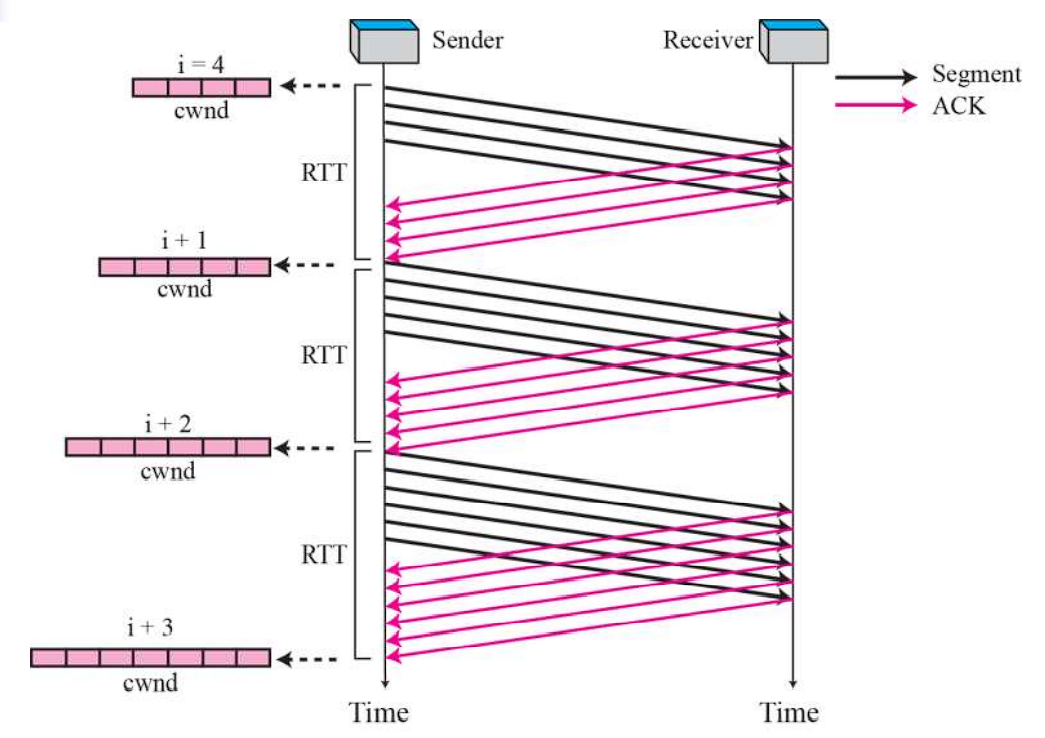 Sender
Receiver
Segment
ACK
i = 4
cwnd
RTT
i + 1
cwnd
RTT
i + 2
cwnd
RTT
i + 3
cwnd
Time
Time